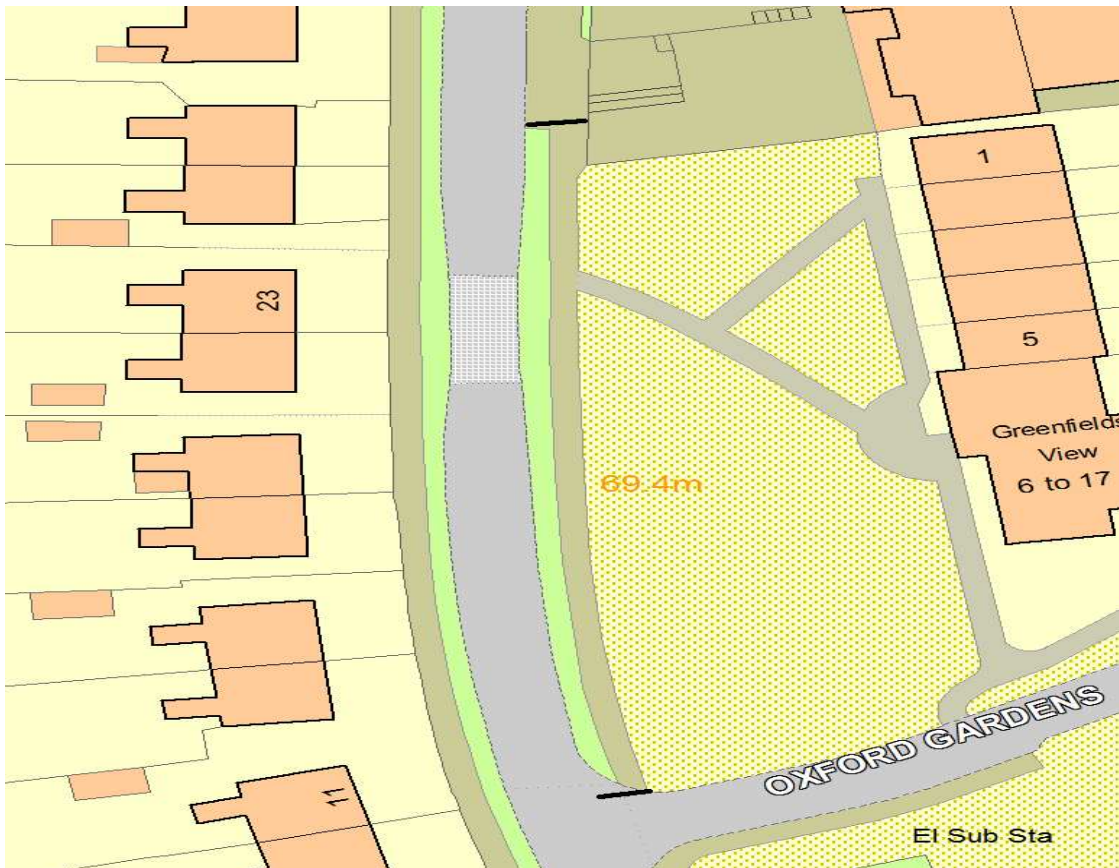 1
23
5
Greenfields
View
6 to 17
69.4m
OXFORD GARDENS
11
El Sub Sta